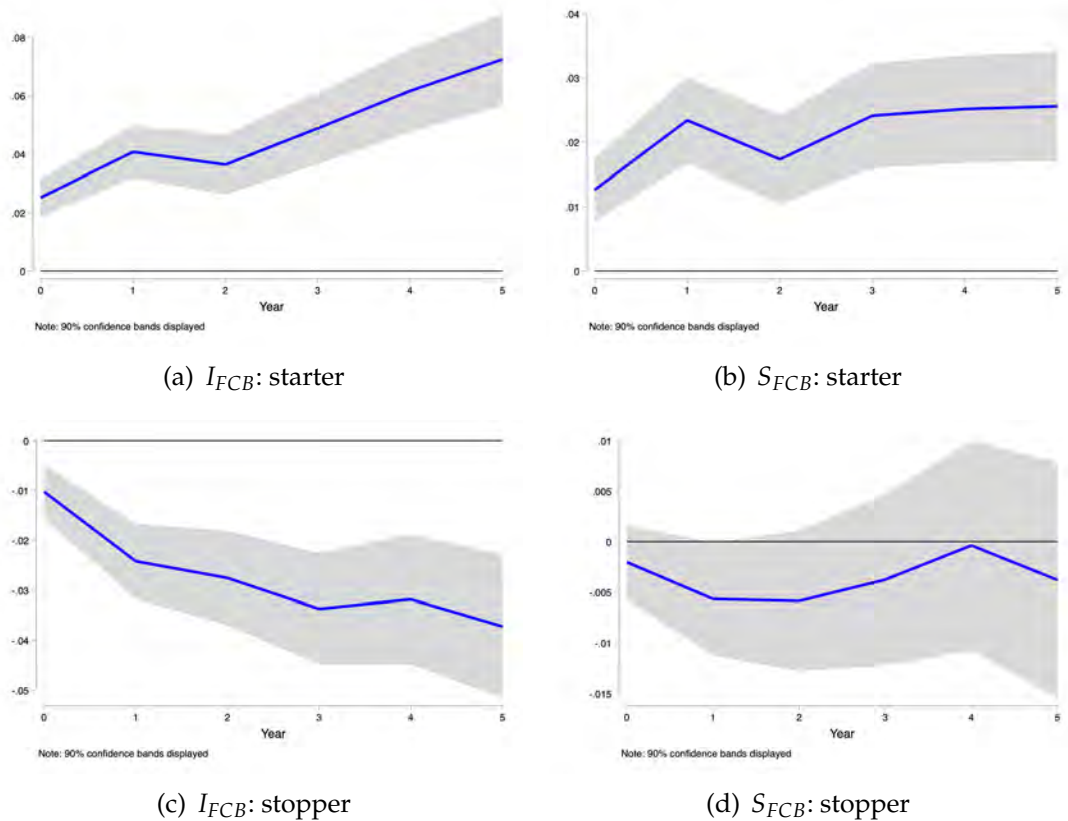 .08
.06
.04
.02
0
0 1 2 3 4 5
Year
Note: 90% confidence bands displayed
(a) I_FCB: starter
.04
.03
.02
.01
0
0 1 2 3 4 5
Year
Note: 90% confidence bands displayed
(b) S_FCB: starter
0
-.01
-.02
-.03
-.04
-.05
0 1 2 3 4 5
Year
Note: 90% confidence bands displayed
(c) I_FCB: stopper
.01
.005
0
-.005
-.01
-.015
0 1 2 3 4 5
Year
Note: 90% confidence bands displayed
(d) S_FCB: stopper